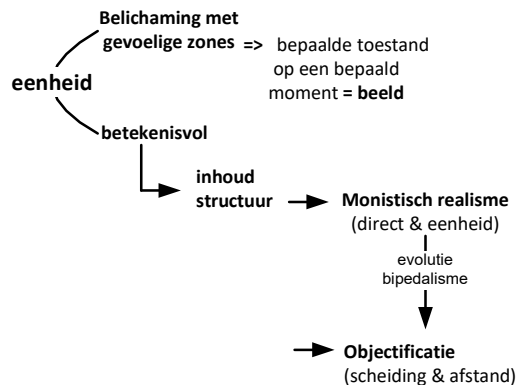 Belichaming met
gevoelige zones => bepaalde toestand
op een bepaald
moment = beeld
eenheid
betekenisvol
inhoud
structuur
Monistisch realisme
(direct & eenheid)
evolutie
bipedalisme
Objectificatie
(scheiding & afstand)